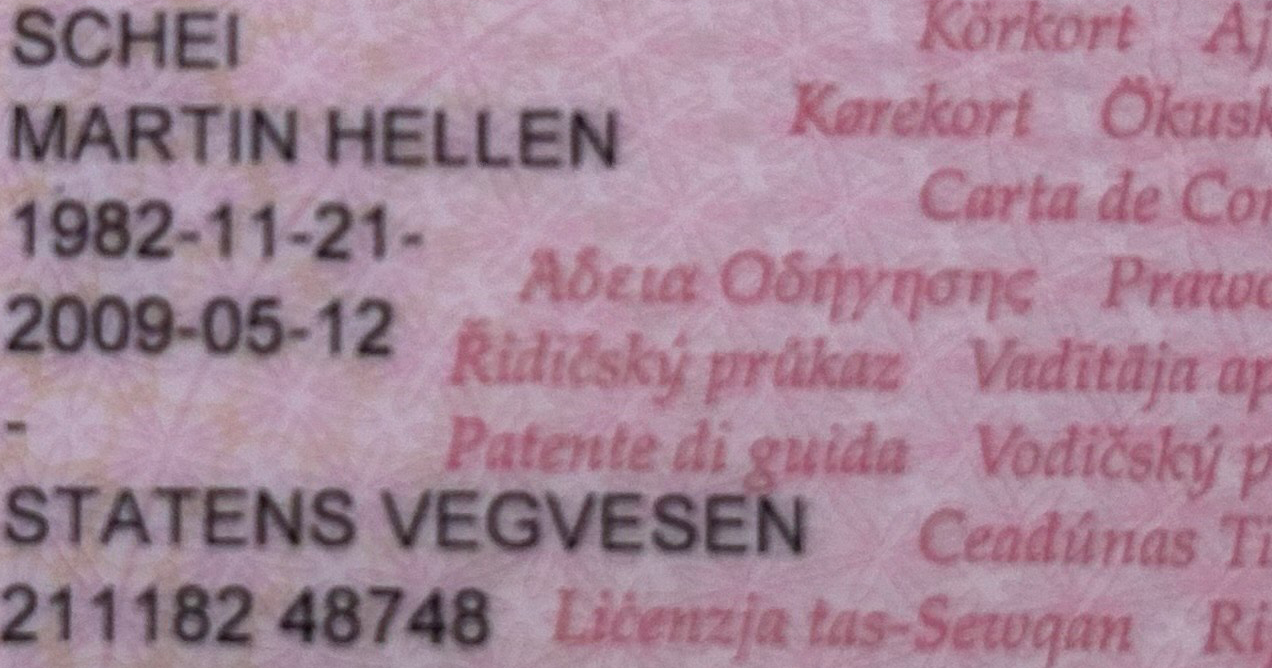 SCHEI
Körkort
MARTIN HELLEN
Kørekort
1982-11-21-
Carta de
Αδεια Οδήγησης
2009-05-12
Řidičský průkaz Vadītāja
-
Patente di guida Vodičský
STATENS VEGVESEN
Ceadúnas
211182 48748
Liċenzja tas-Sewqan